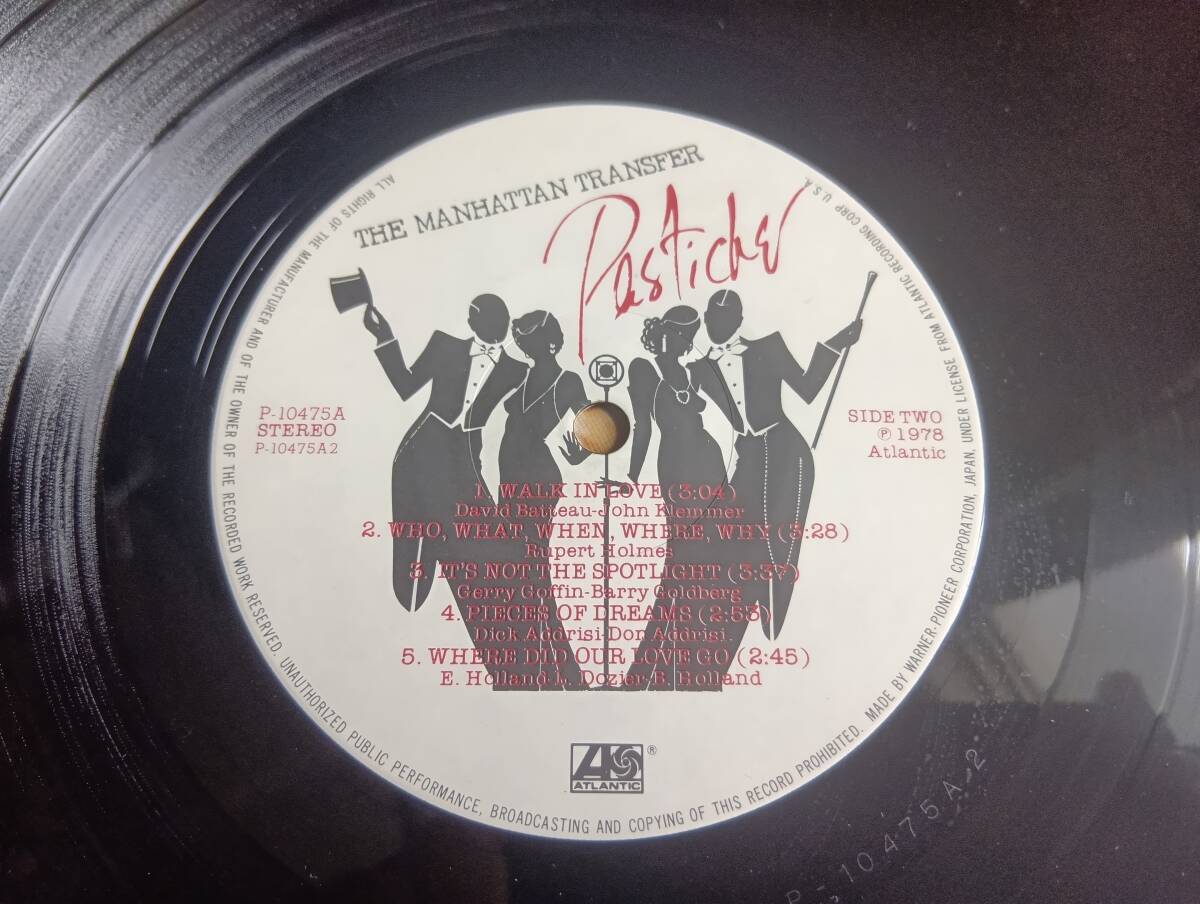 THE MANHATTAN TRANSFER
Pastiche
P-10475A
STEREO
P-10475A2
SIDE TWO
℗ 1978
Atlantic
1. WALK IN LOVE (3:04)
David Batteau-John Klemmer
2. WHO, WHAT, WHEN, WHERE, WHY (3:28)
Rupert Holmes
3. IT'S NOT THE SPOTLIGHT (3:37)
Gerry Goffin-Barry Goldberg
4. PIECES OF DREAMS (2:53)
Dick Addrisi-Don Addrisi.
5. WHERE DID OUR LOVE GO (2:45)
E. Holland-L. Dozier-B. Holland
ATLANTIC ®
ALL RIGHTS OF THE MANUFACTURER AND OF THE OWNER OF THE RECORDED WORK RESERVED. UNAUTHORIZED PUBLIC PERFORMANCE, BROADCASTING AND COPYING OF THIS RECORD PROHIBITED. MADE BY WARNER-PIONEER CORPORATION, JAPAN, UNDER LICENSE FROM ATLANTIC RECORDING CORP U.S.A.
P-10475A-2